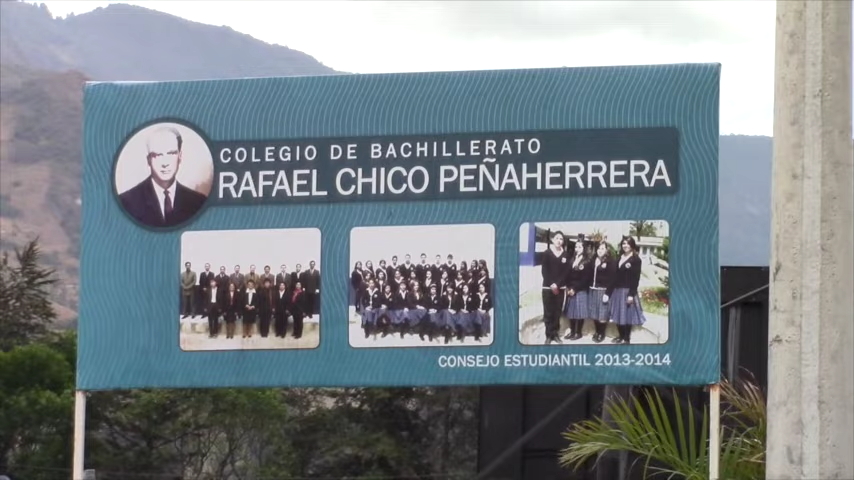 COLEGIO DE BACHILLERATO
RAFAEL CHICO PEÑAHERRERA
CONSEJO ESTUDIANTIL 2013-2014